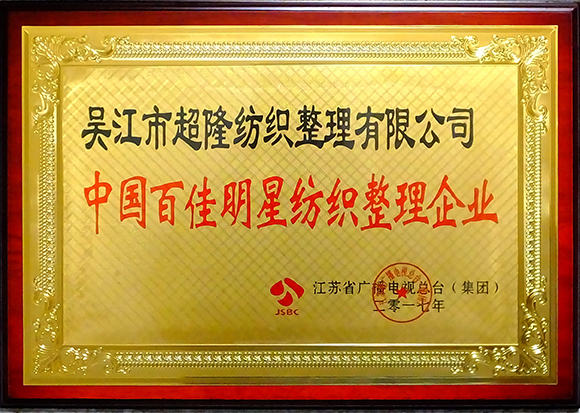 吴江市超隆纺织整理有限公司
中国百佳明星纺织整理企业
JSBC
江苏省广播电视总台（集团）
二零一七年